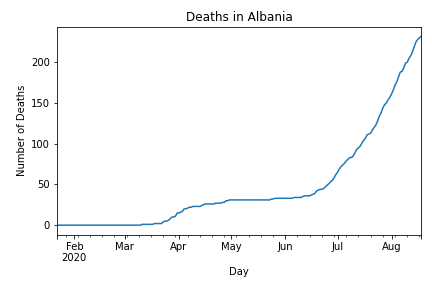 Deaths in Albania
Number of Deaths
200
150
100
50
0
Feb
2020
Mar
Apr
May
Jun
Jul
Aug
Day